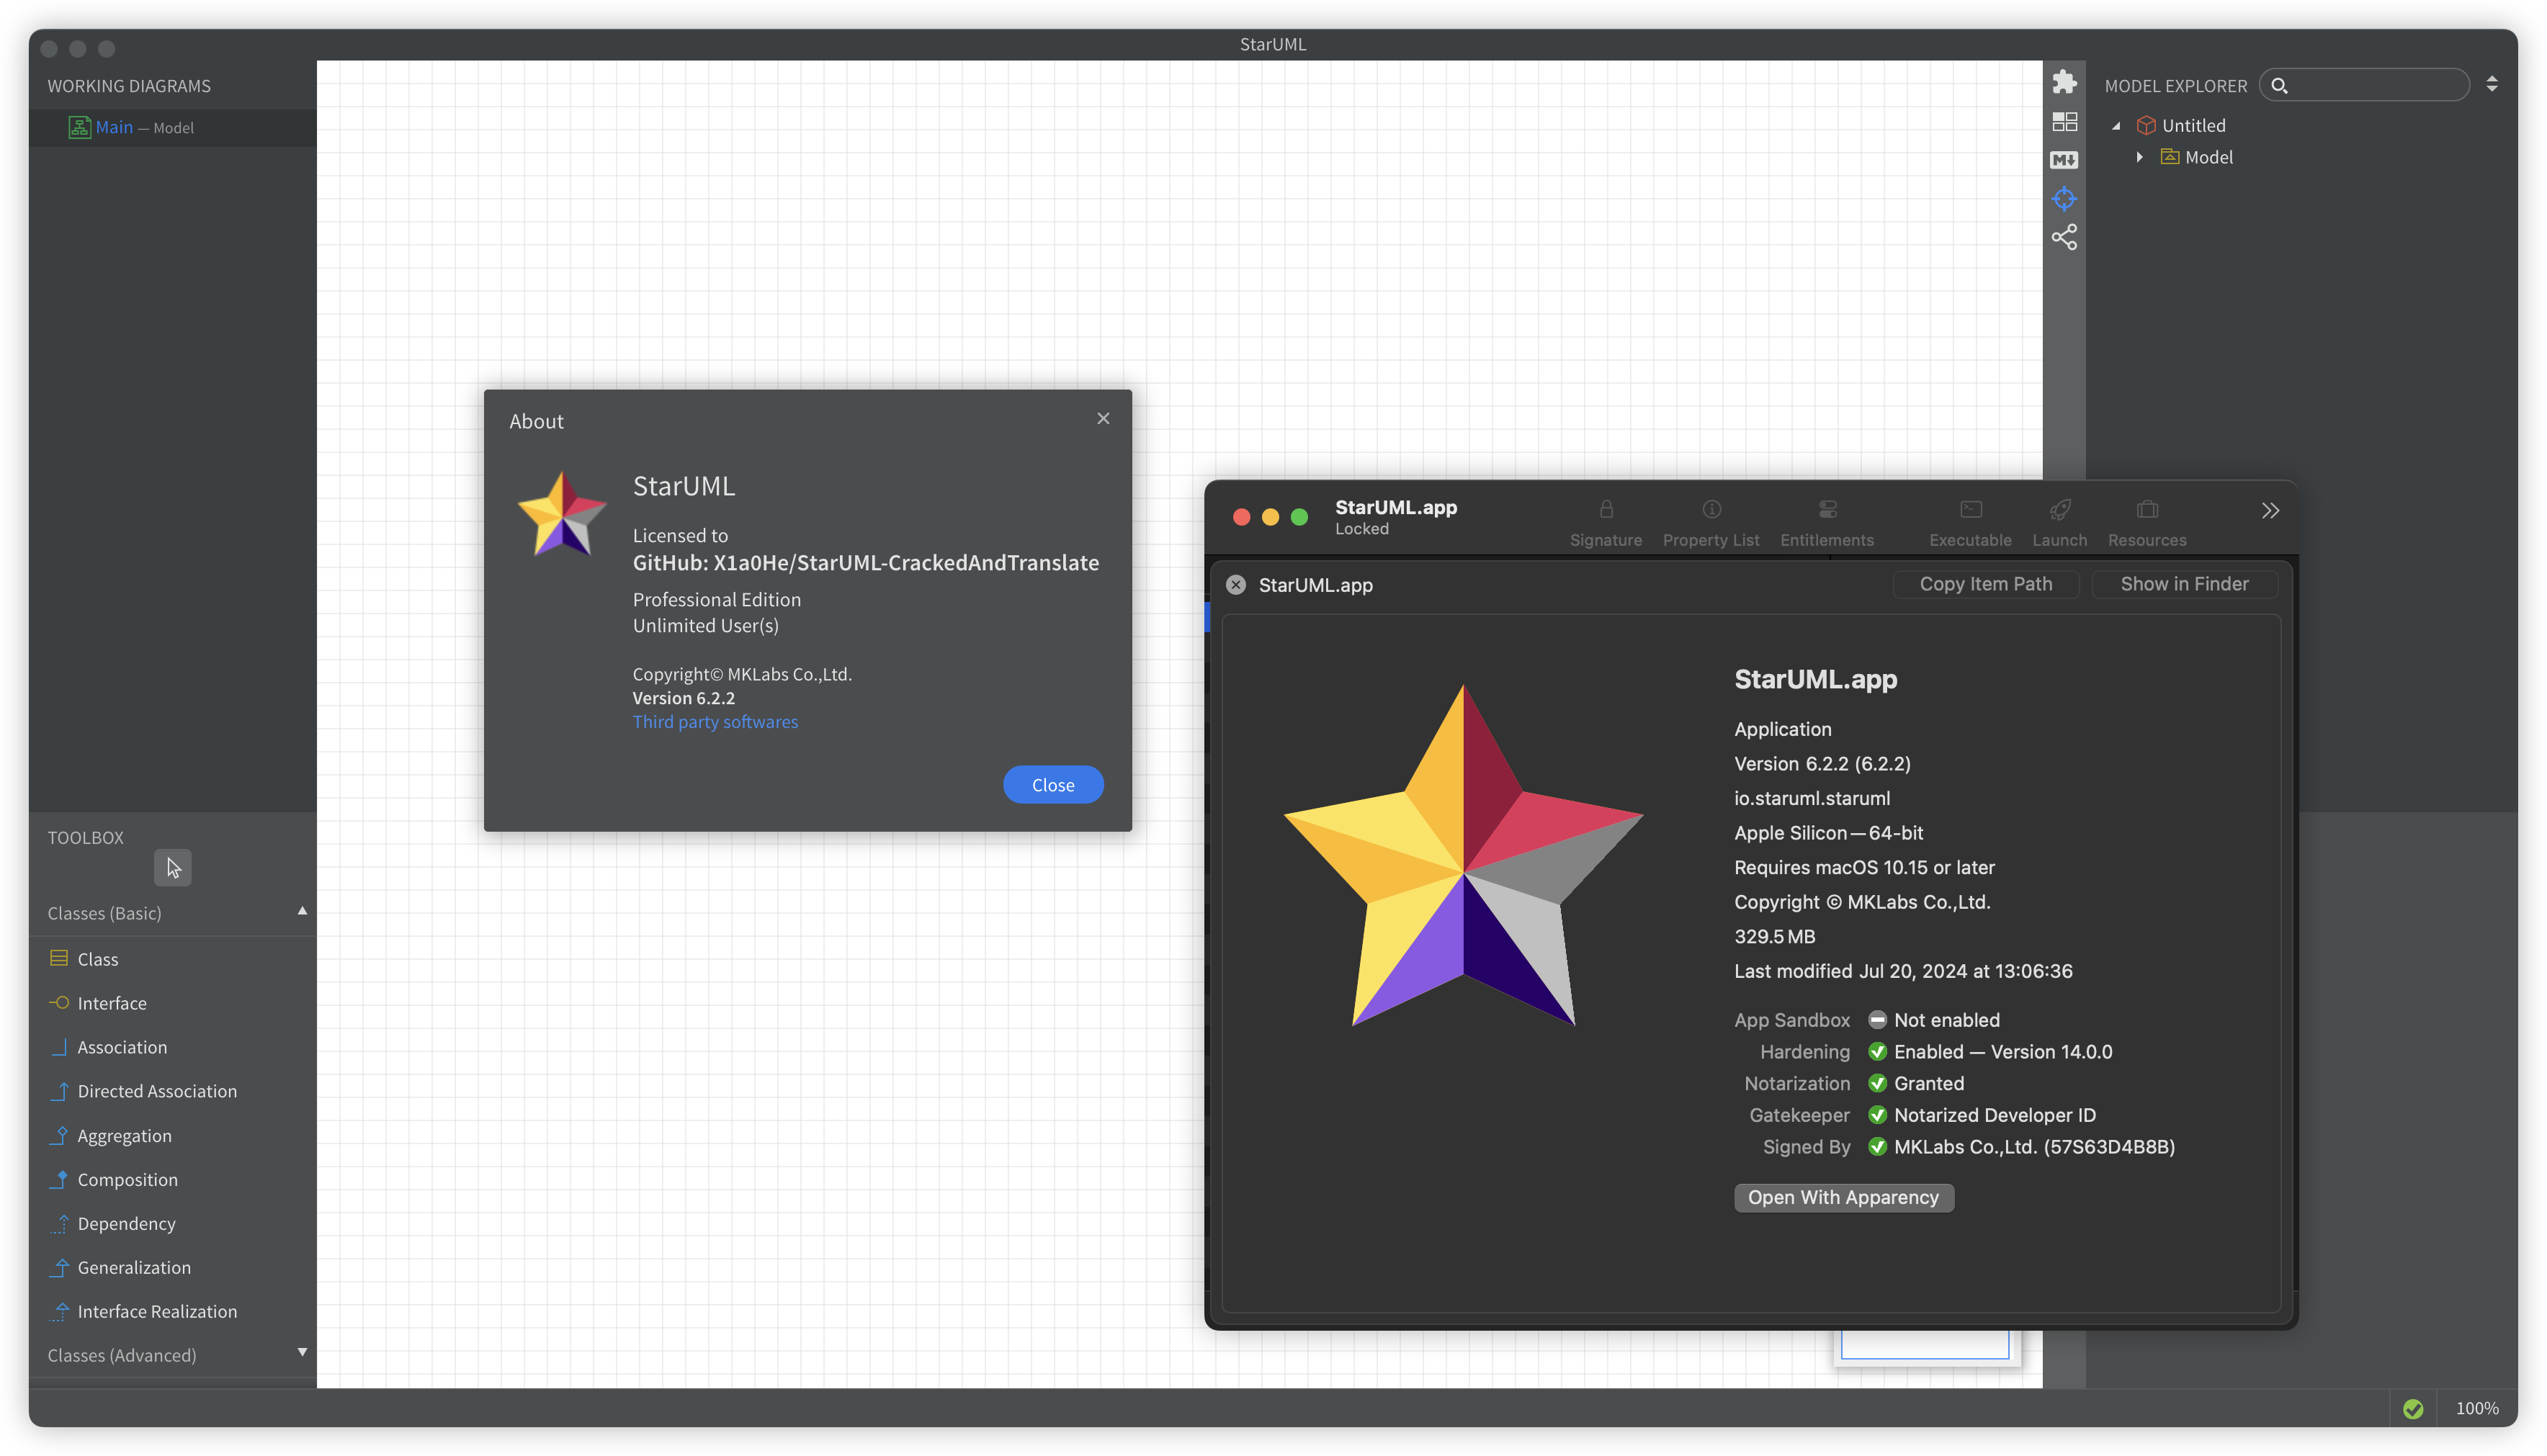 StarUML
WORKING DIAGRAMS
Main — Model
TOOLBOX
Classes (Basic)
Class
Interface
Association
Directed Association
Aggregation
Composition
Dependency
Generalization
Interface Realization
Classes (Advanced)
About
StarUML
Licensed to
GitHub: X1a0He/StarUML-CrackedAndTranslate
Professional Edition
Unlimited User(s)
Copyright© MKLabs Co.,Ltd.
Version 6.2.2
Third party softwares
Close
M
MODEL EXPLORER
Untitled
Model
StarUML.app
Locked
Signature
Property List
Entitlements
Executable
Launch
Resources
StarUML.app
Copy Item Path
Show in Finder
StarUML.app
Application
Version 6.2.2 (6.2.2)
io.staruml.staruml
Apple Silicon—64-bit
Requires macOS 10.15 or later
Copyright © MKLabs Co.,Ltd.
329.5 MB
Last modified Jul 20, 2024 at 13:06:36
App Sandbox Not enabled
Hardening Enabled — Version 14.0.0
Notarization Granted
Gatekeeper Notarized Developer ID
Signed By MKLabs Co.,Ltd. (57S63D4B8B)
Open With Apparency
100%